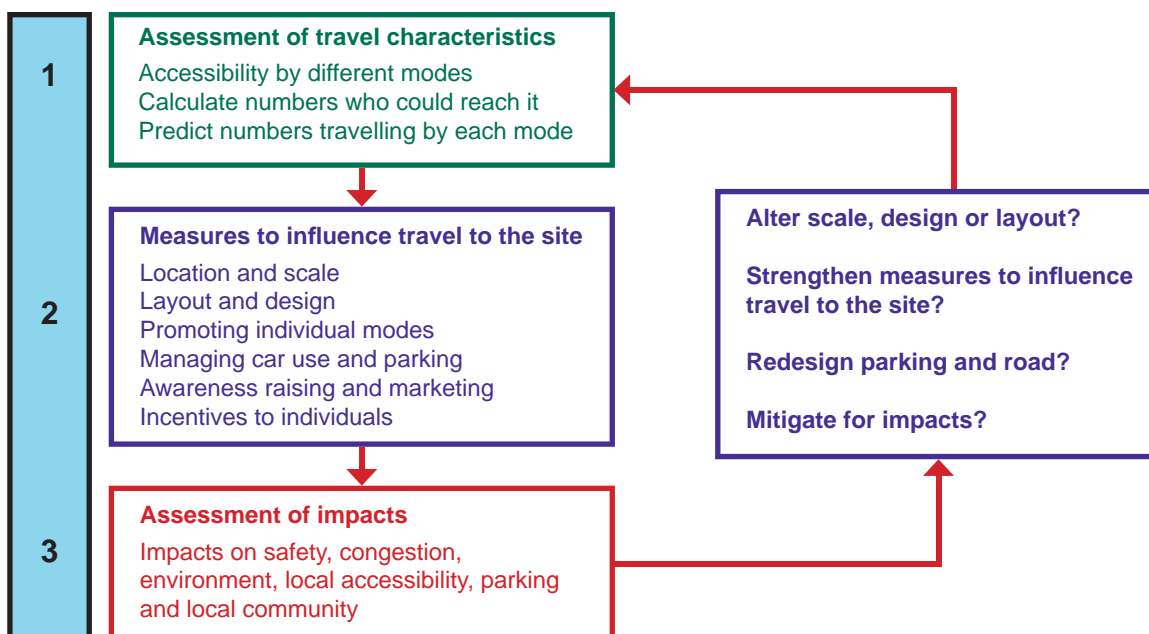 1
Assessment of travel characteristics
Accessibility by different modes
Calculate numbers who could reach it
Predict numbers travelling by each mode
2
Measures to influence travel to the site
Location and scale
Layout and design
Promoting individual modes
Managing car use and parking
Awareness raising and marketing
Incentives to individuals
3
Assessment of impacts
Impacts on safety, congestion,
environment, local accessibility, parking
and local community
Alter scale, design or layout?
Strengthen measures to influence
travel to the site?
Redesign parking and road?
Mitigate for impacts?